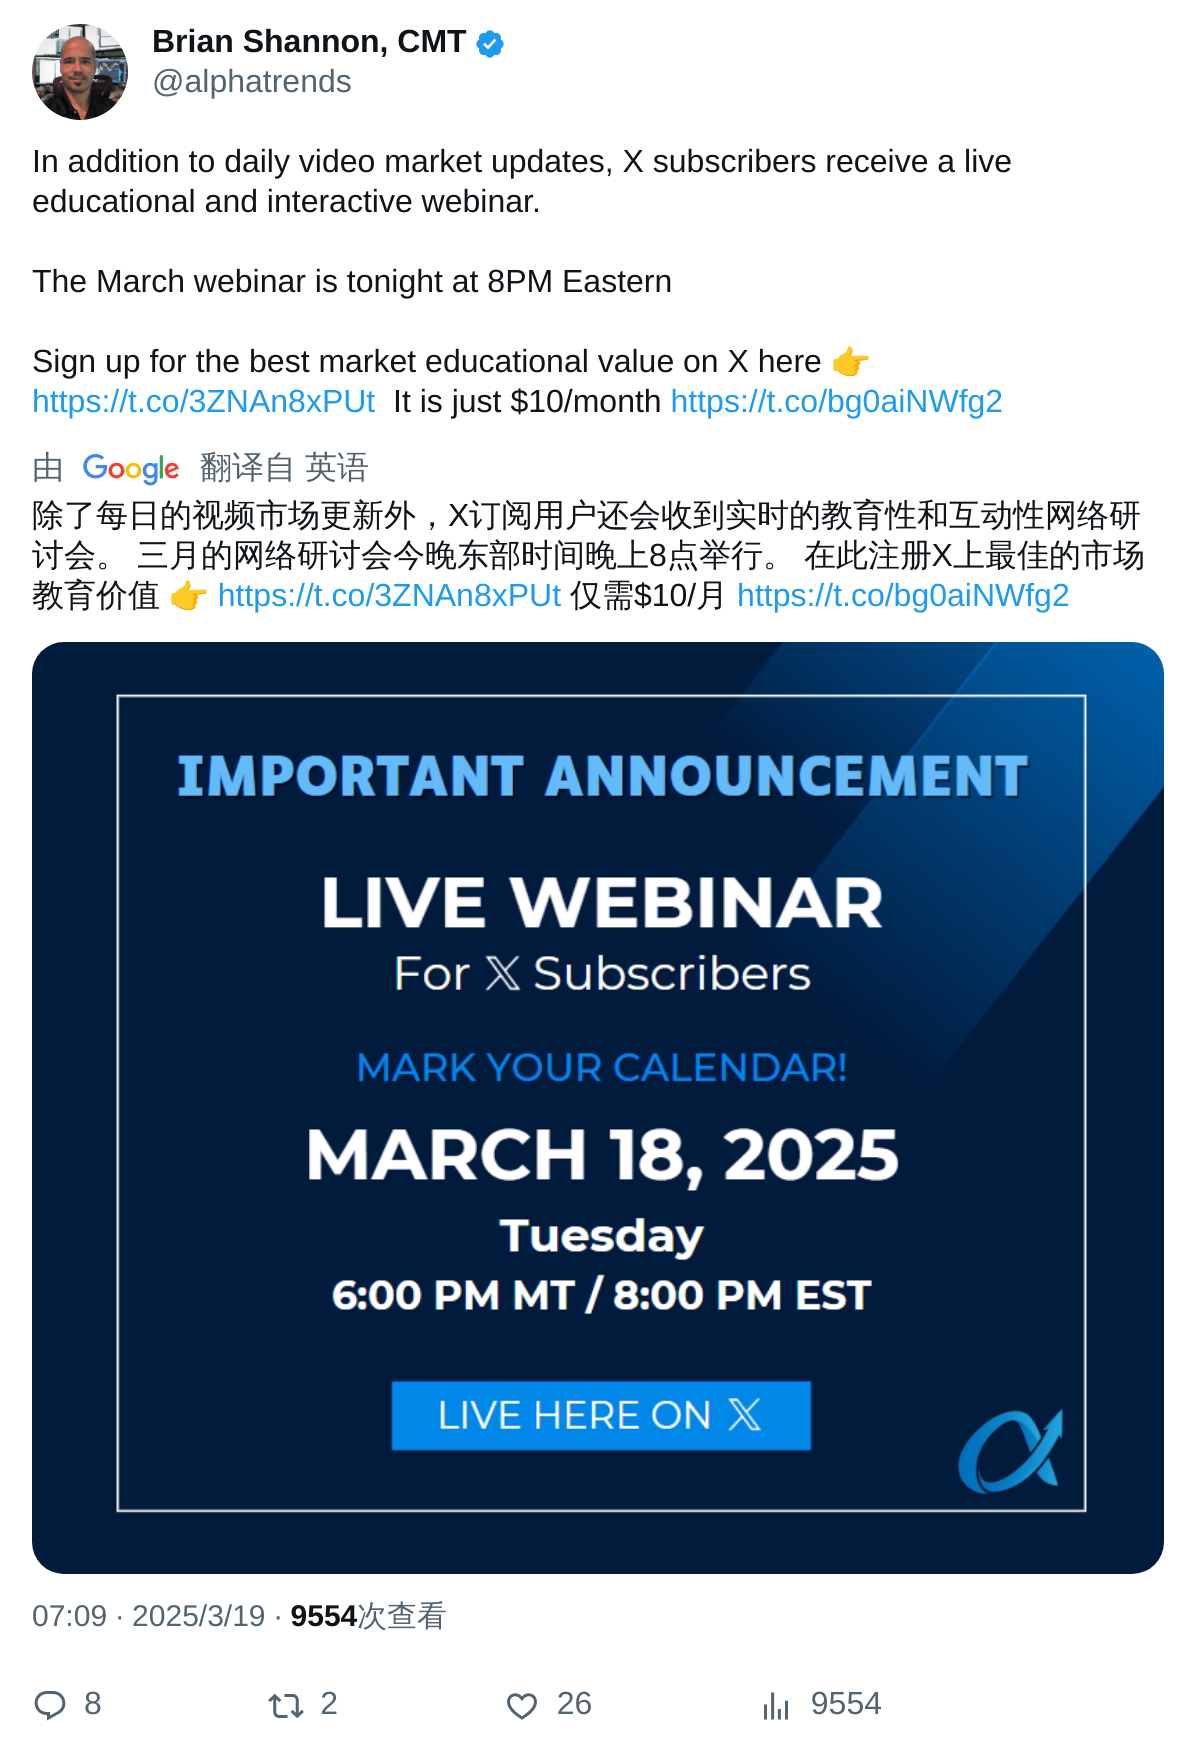 Brian Shannon, CMT
@alphatrends
In addition to daily video market updates, X subscribers receive a live
educational and interactive webinar.
The March webinar is tonight at 8PM Eastern
Sign up for the best market educational value on X here 👉
https://t.co/3ZNAn8xPUt It is just $10/month https://t.co/bg0aiNWfg2
由 Google 翻译自 英语
除了每日的视频市场更新外，X订阅用户还会收到实时的教育性和互动性网络研
讨会。 三月的网络研讨会今晚东部时间晚上8点举行。 在此注册X上最佳的市场
教育价值 👉 https://t.co/3ZNAn8xPUt 仅需$10/月 https://t.co/bg0aiNWfg2
IMPORTANT ANNOUNCEMENT
LIVE WEBINAR
For 𝕏 Subscribers
MARK YOUR CALENDAR!
MARCH 18, 2025
Tuesday
6:00 PM MT / 8:00 PM EST
LIVE HERE ON 𝕏
07:09 · 2025/3/19 · 9554次查看
8 2 26 9554